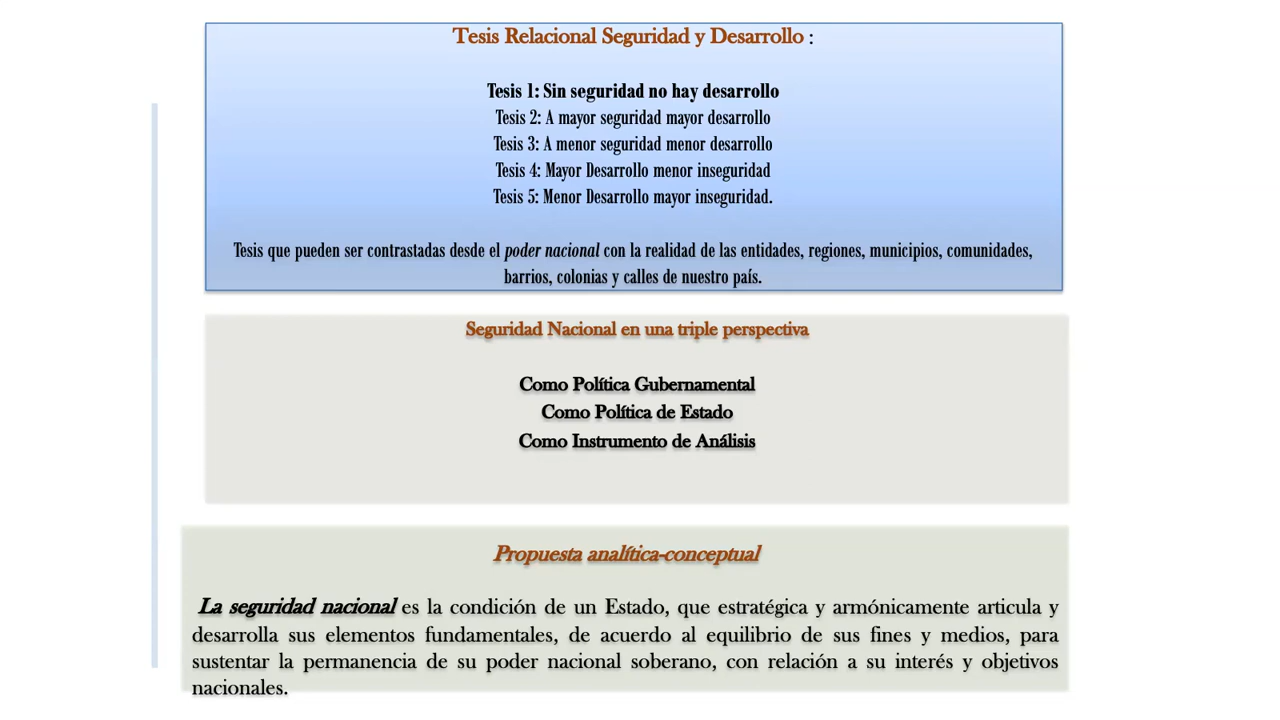 Tesis Relacional Seguridad y Desarrollo :
Tesis 1: Sin seguridad no hay desarrollo
Tesis 2: A mayor seguridad mayor desarrollo
Tesis 3: A menor seguridad menor desarrollo
Tesis 4: Mayor Desarrollo menor inseguridad
Tesis 5: Menor Desarrollo mayor inseguridad.
Tesis que pueden ser contrastadas desde el poder nacional con la realidad de las entidades, regiones, municipios, comunidades,
barrios, colonias y calles de nuestro país.
Seguridad Nacional en una triple perspectiva
Como Política Gubernamental
Como Política de Estado
Como Instrumento de Análisis
Propuesta analítica-conceptual
La seguridad nacional es la condición de un Estado, que estratégica y armónicamente articula y
desarrolla sus elementos fundamentales, de acuerdo al equilibrio de sus fines y medios, para
sustentar la permanencia de su poder nacional soberano, con relación a su interés y objetivos
nacionales.